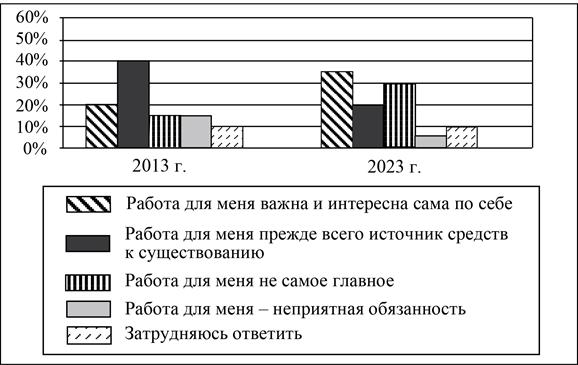 60%
50%
40%
30%
20%
10%
0%
2013 г.
2023 г.
Работа для меня важна и интересна сама по себе
Работа для меня прежде всего источник средств
к существованию
Работа для меня не самое главное
Работа для меня – неприятная обязанность
Затрудняюсь ответить